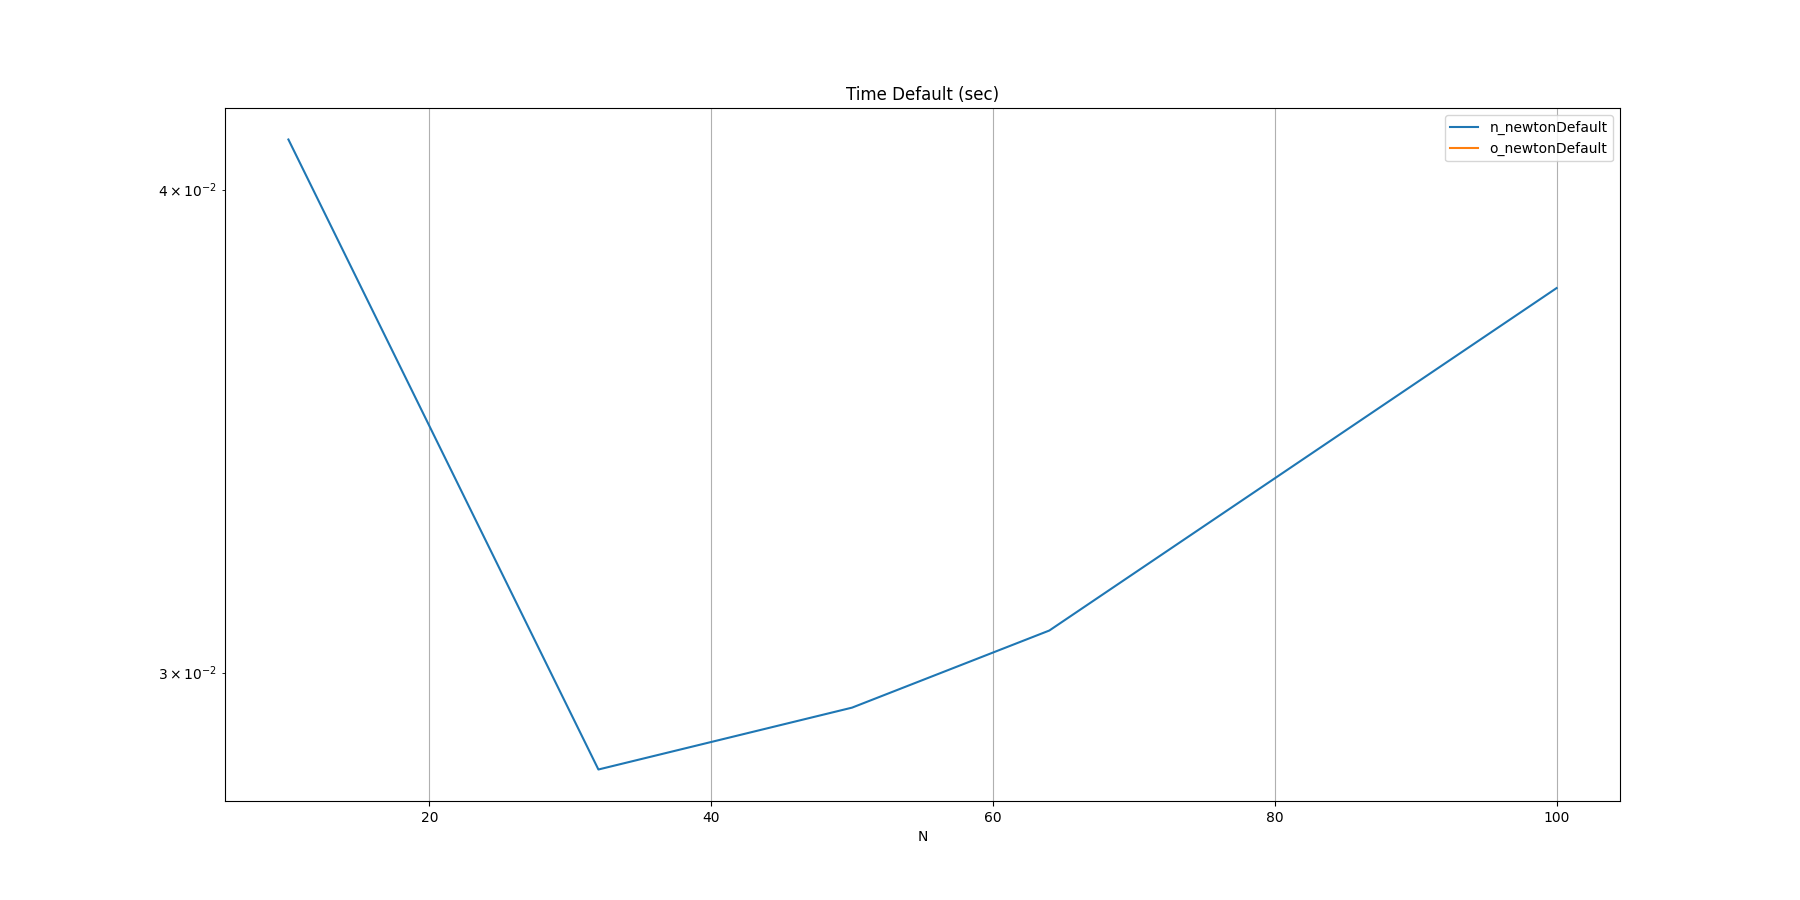 Time Default (sec)
n_newtonDefault
o_newtonDefault
4 × 10⁻²
3 × 10⁻²
20 40 60 80 100
N